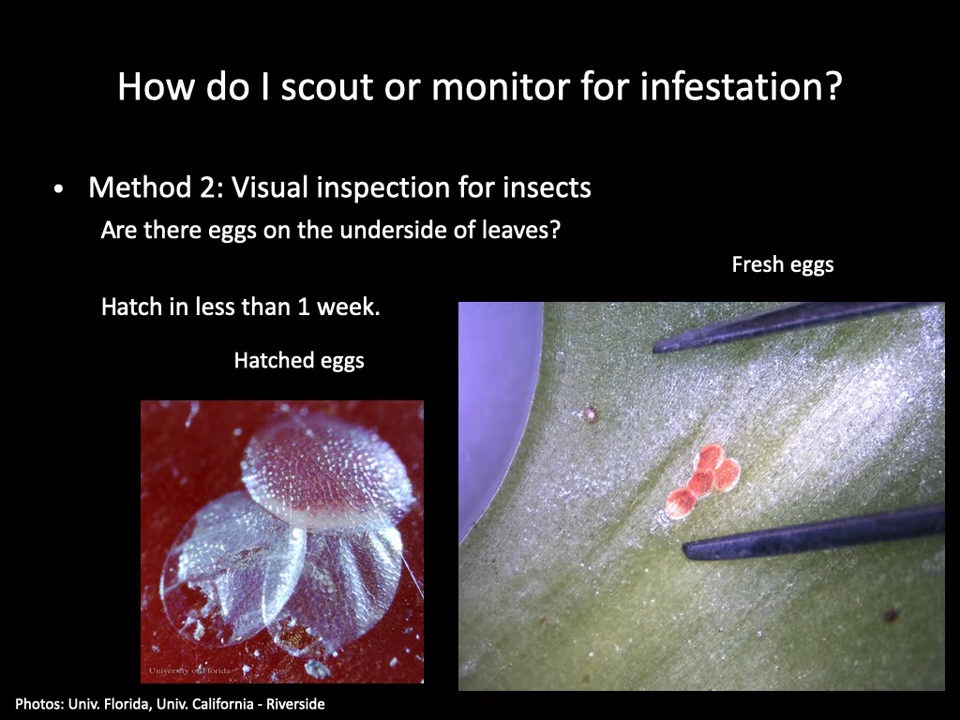 How do I scout or monitor for infestation?
• Method 2: Visual inspection for insects
Are there eggs on the underside of leaves?
Fresh eggs
Hatch in less than 1 week.
Hatched eggs
University of Florida
Photos: Univ. Florida, Univ. California - Riverside